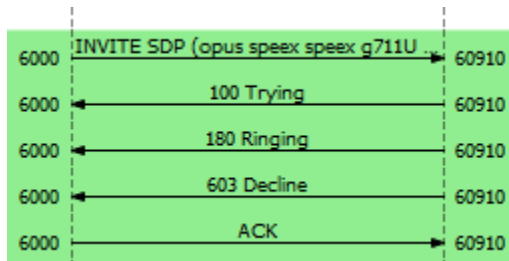 6000 INVITE SDP (opus speex speex g711U ... 60910
6000 100 Trying 60910
6000 180 Ringing 60910
6000 603 Decline 60910
6000 ACK 60910